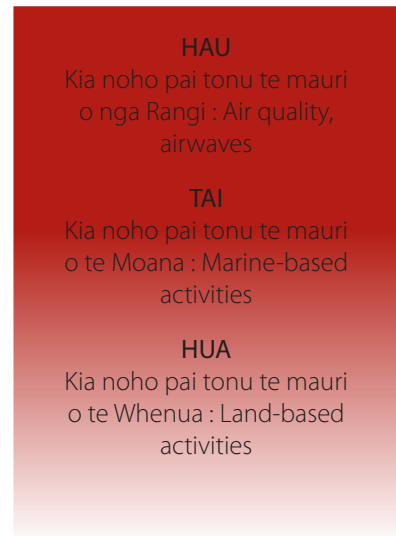 HAU
Kia noho pai tonu te mauri
o nga Rangi : Air quality,
airwaves
TAI
Kia noho pai tonu te mauri
o te Moana : Marine-based
activities
HUA
Kia noho pai tonu te mauri
o te Whenua : Land-based
activities